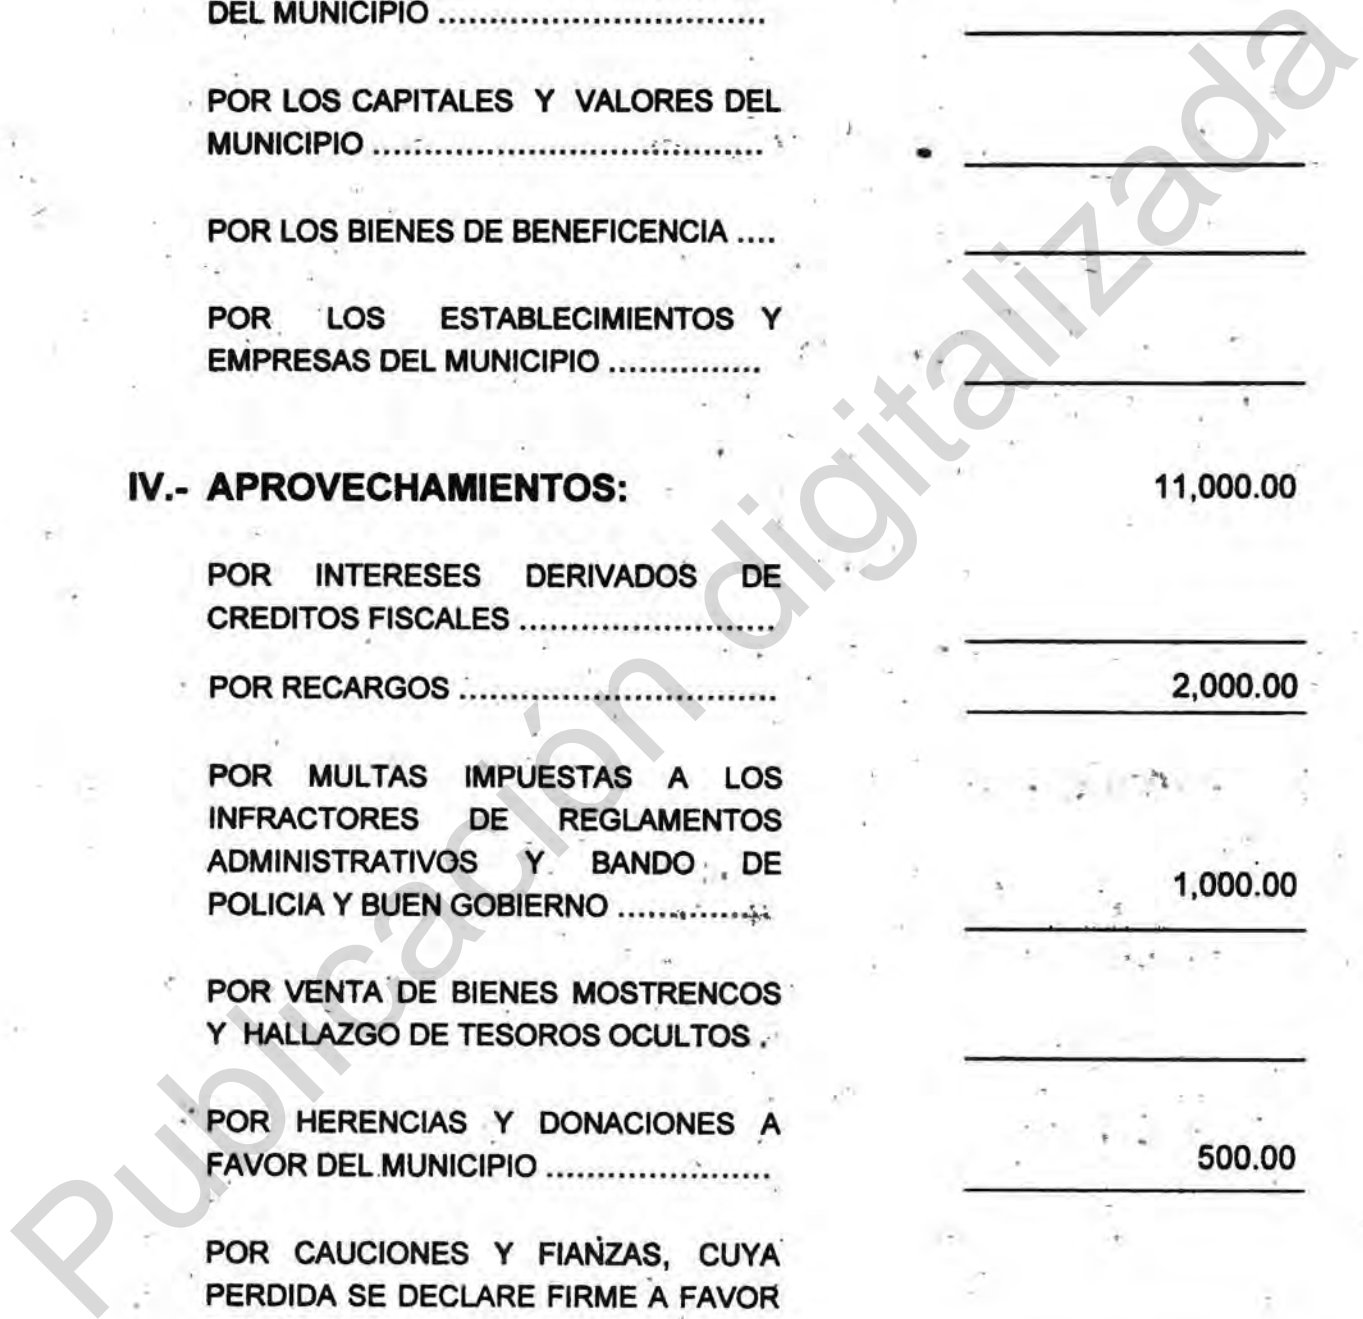 DEL MUNICIPIO ................................
POR LOS CAPITALES Y VALORES DEL
MUNICIPIO ......................................
POR LOS BIENES DE BENEFICENCIA ....
POR LOS ESTABLECIMIENTOS Y
EMPRESAS DEL MUNICIPIO ...............
IV.- APROVECHAMIENTOS: 11,000.00
POR INTERESES DERIVADOS DE
CREDITOS FISCALES .........................
POR RECARGOS ............................... 2,000.00
POR MULTAS IMPUESTAS A LOS
INFRACTORES DE REGLAMENTOS
ADMINISTRATIVOS Y BANDO DE
POLICIA Y BUEN GOBIERNO ............... 1,000.00
POR VENTA DE BIENES MOSTRENCOS
Y HALLAZGO DE TESOROS OCULTOS .
POR HERENCIAS Y DONACIONES A
FAVOR DEL MUNICIPIO ...................... 500.00
POR CAUCIONES Y FIANZAS, CUYA
PERDIDA SE DECLARE FIRME A FAVOR
Publicación digitalizada